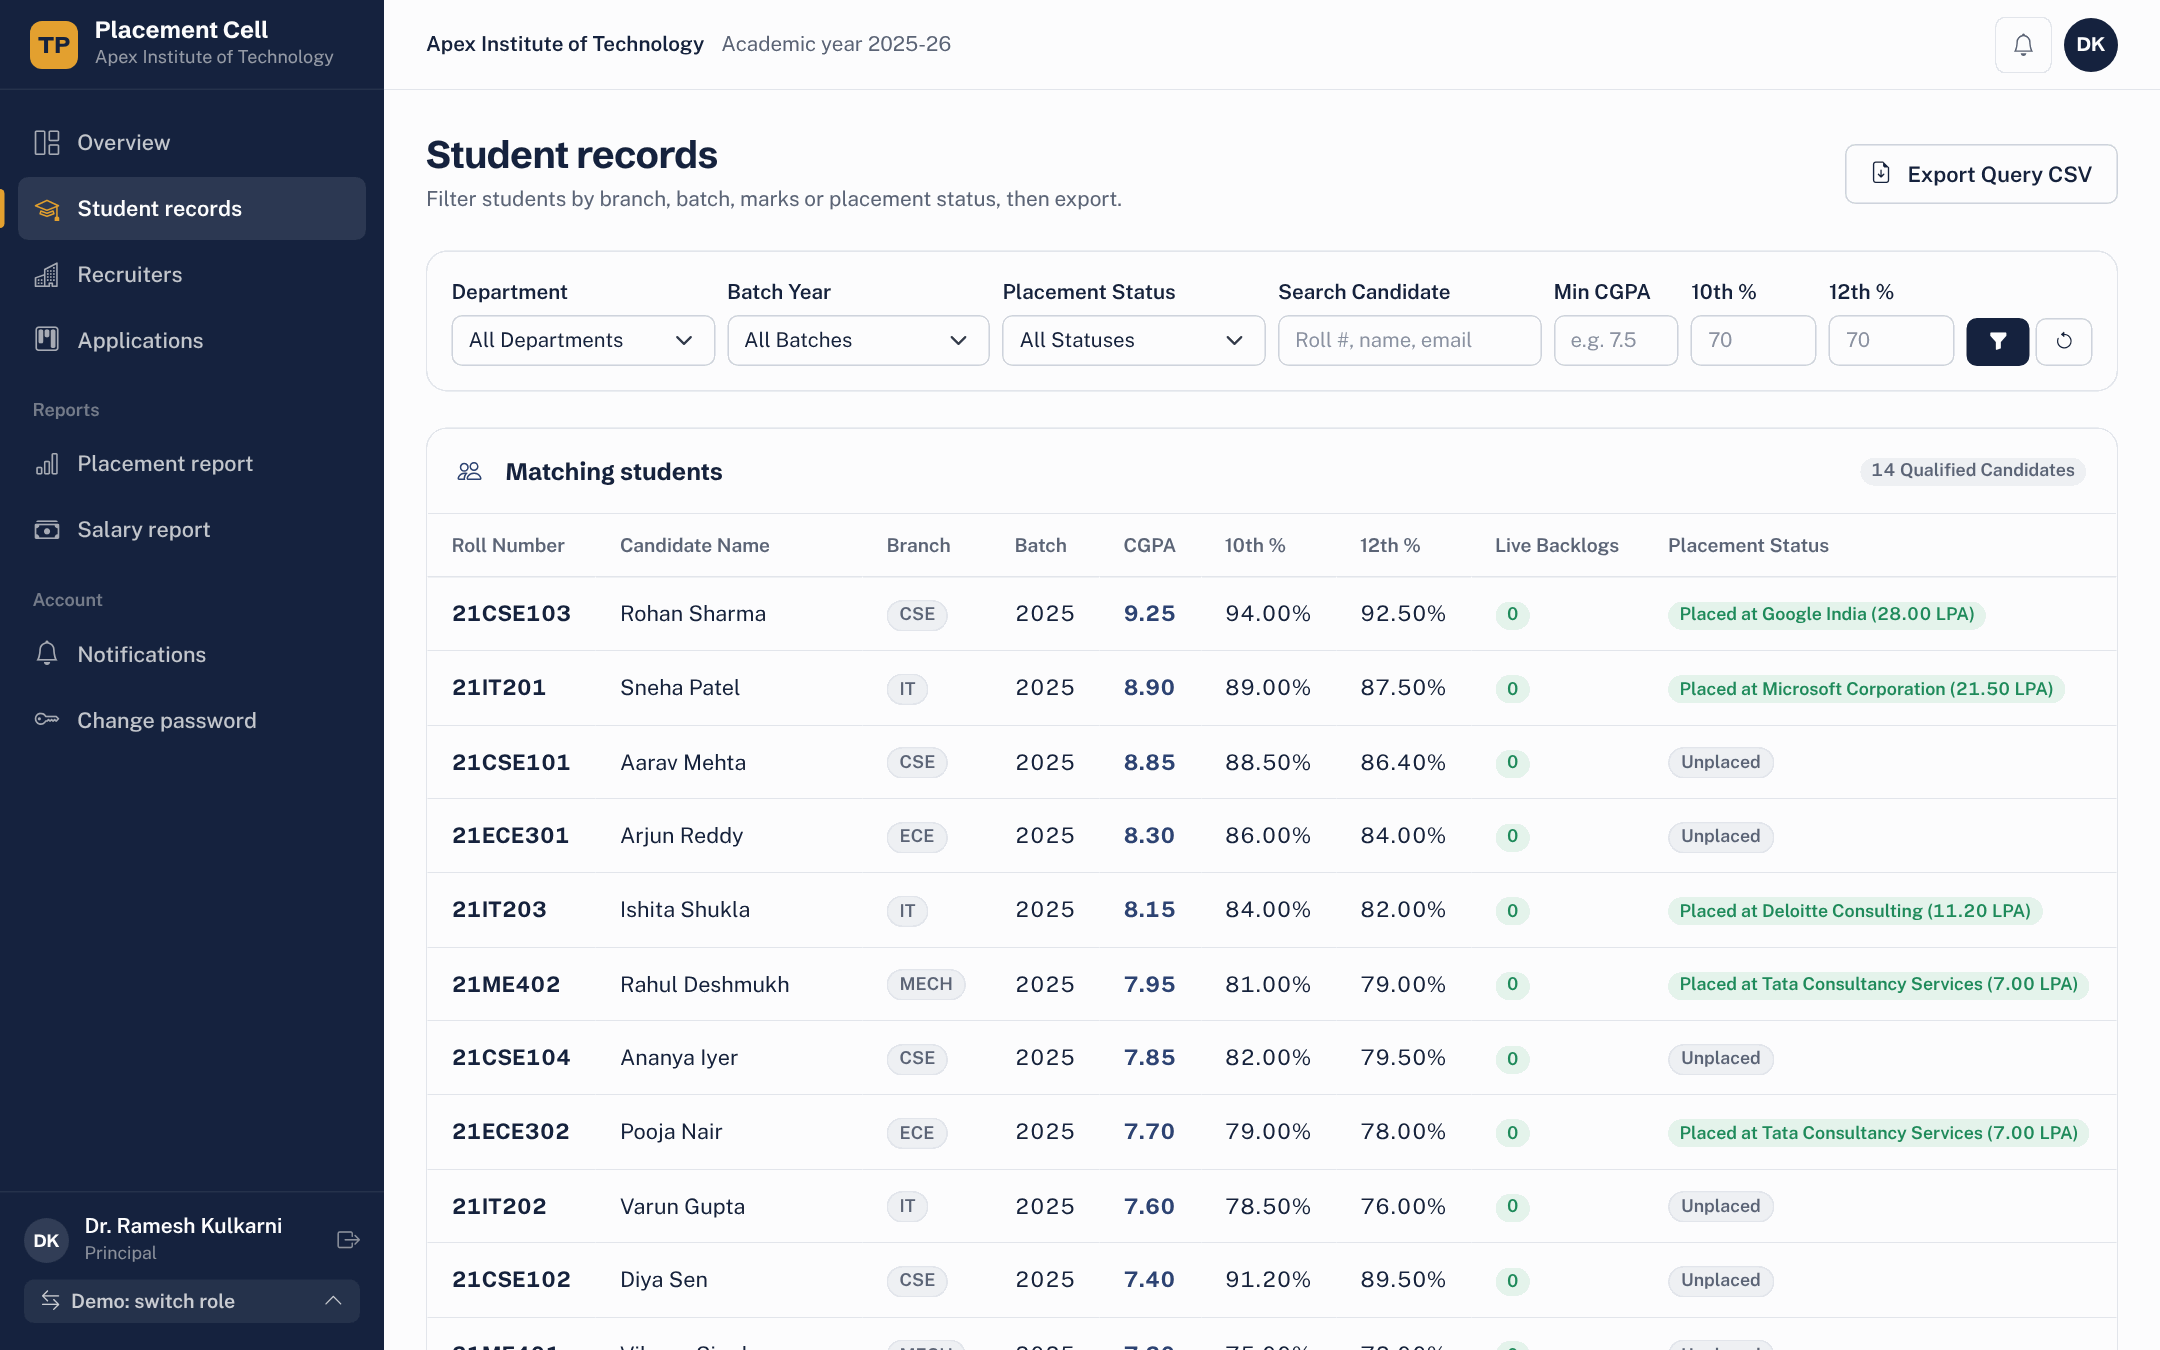 TP
Placement Cell
Apex Institute of Technology
Overview
Student records
Recruiters
Applications
Reports
Placement report
Salary report
Account
Notifications
Change password
DK
Dr. Ramesh Kulkarni
Principal
Demo: switch role
Apex Institute of Technology Academic year 2025-26
DK
Student records
Filter students by branch, batch, marks or placement status, then export.
Export Query CSV
Department Batch Year Placement Status Search Candidate Min CGPA 10th % 12th %
All Departments All Batches All Statuses Roll #, name, email e.g. 7.5 70 70
Matching students
14 Qualified Candidates
Roll Number Candidate Name Branch Batch CGPA 10th % 12th % Live Backlogs Placement Status
21CSE103 Rohan Sharma CSE 2025 9.25 94.00% 92.50% 0 Placed at Google India (28.00 LPA)
21IT201 Sneha Patel IT 2025 8.90 89.00% 87.50% 0 Placed at Microsoft Corporation (21.50 LPA)
21CSE101 Aarav Mehta CSE 2025 8.85 88.50% 86.40% 0 Unplaced
21ECE301 Arjun Reddy ECE 2025 8.30 86.00% 84.00% 0 Unplaced
21IT203 Ishita Shukla IT 2025 8.15 84.00% 82.00% 0 Placed at Deloitte Consulting (11.20 LPA)
21ME402 Rahul Deshmukh MECH 2025 7.95 81.00% 79.00% 0 Placed at Tata Consultancy Services (7.00 LPA)
21CSE104 Ananya Iyer CSE 2025 7.85 82.00% 79.50% 0 Unplaced
21ECE302 Pooja Nair ECE 2025 7.70 79.00% 78.00% 0 Placed at Tata Consultancy Services (7.00 LPA)
21IT202 Varun Gupta IT 2025 7.60 78.50% 76.00% 0 Unplaced
21CSE102 Diya Sen CSE 2025 7.40 91.20% 89.50% 0 Unplaced